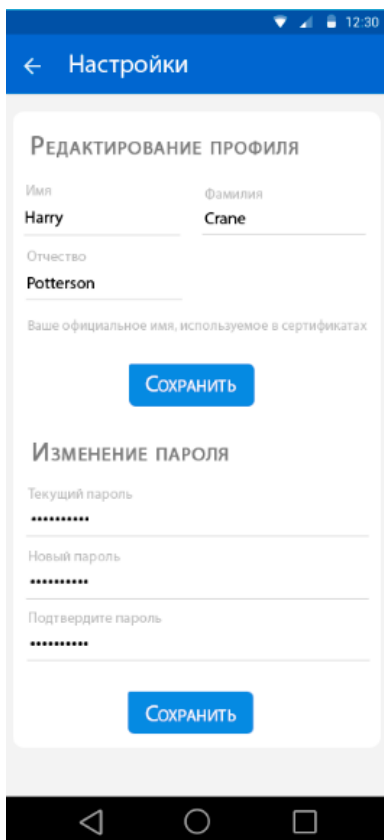 12:30
Настройки
Редактирование профиля
Имя
Фамилия
Harry
Crane
Отчество
Potterson
Ваше официальное имя, используемое в сертификатах
Сохранить
Изменение пароля
Текущий пароль
••••••••••
Новый пароль
••••••••••
Подтвердите пароль
••••••••••
Сохранить